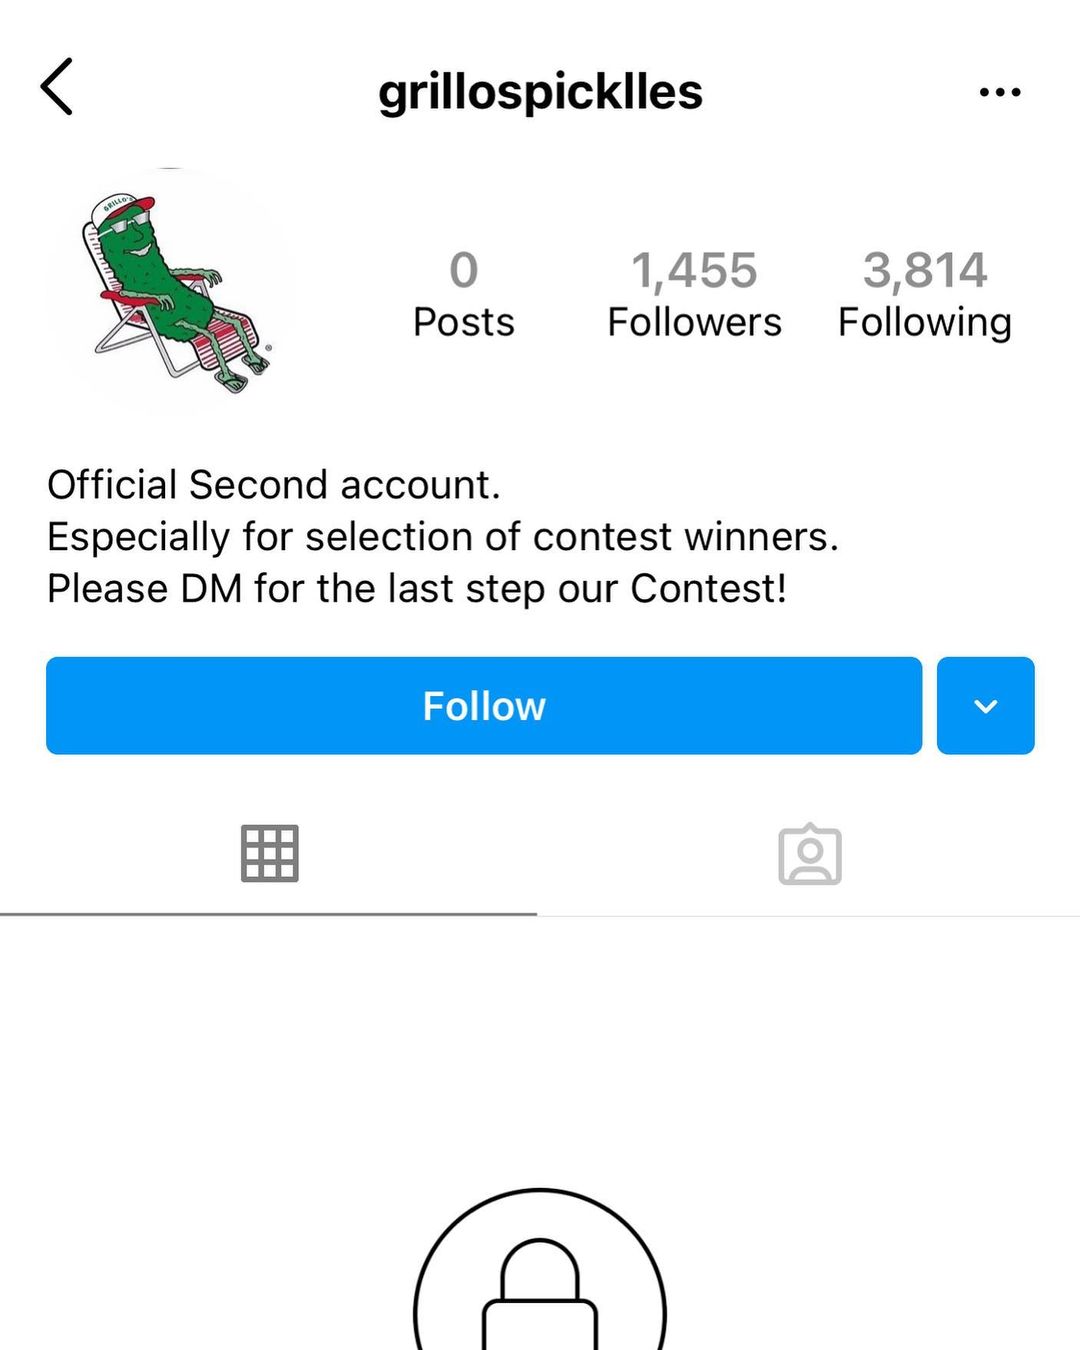 grillospicklles
GRILLO'S
0
Posts
1,455
Followers
3,814
Following
®
Official Second account.
Especially for selection of contest winners.
Please DM for the last step our Contest!
Follow